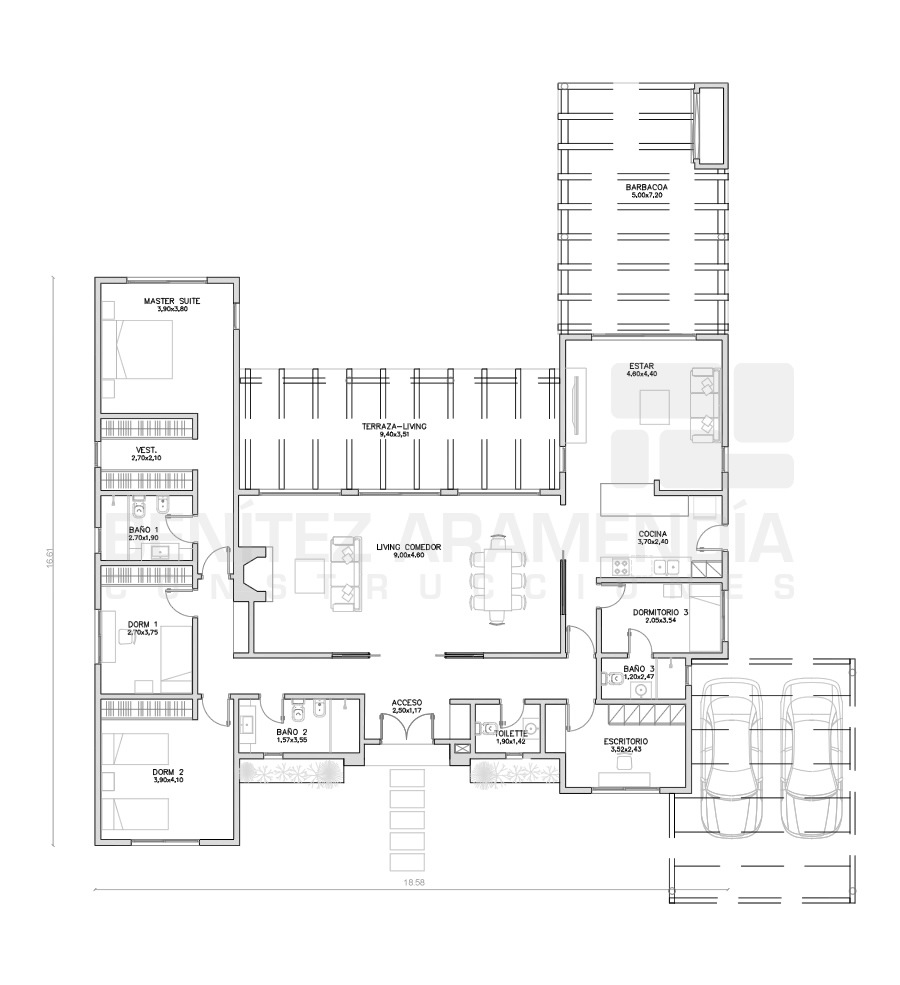 BARBACOA
5,00x7,20
MASTER SUITE
3,90x3,80
ESTAR
4,60x4,40
TERRAZA-LIVING
9,40x3,51
VEST.
2,70x2,10
BENÍTEZ ARAMENDÍA
CONSTRUCCIONES
BAÑO 1
2.70x1,90
COCINA
3,70x2,40
LIVING COMEDOR
9,00x4,60
16.61
DORMITORIO 3
2.05x3.54
DORM 1
2,70x3,75
BAÑO 3
1,20x2,47
ACCESO
2,50x1,17
BAÑO 2
1,57x3,55
TOILETTE
1,90x1,42
ESCRITORIO
3,52x2,43
DORM 2
3,90x4,10
18.58